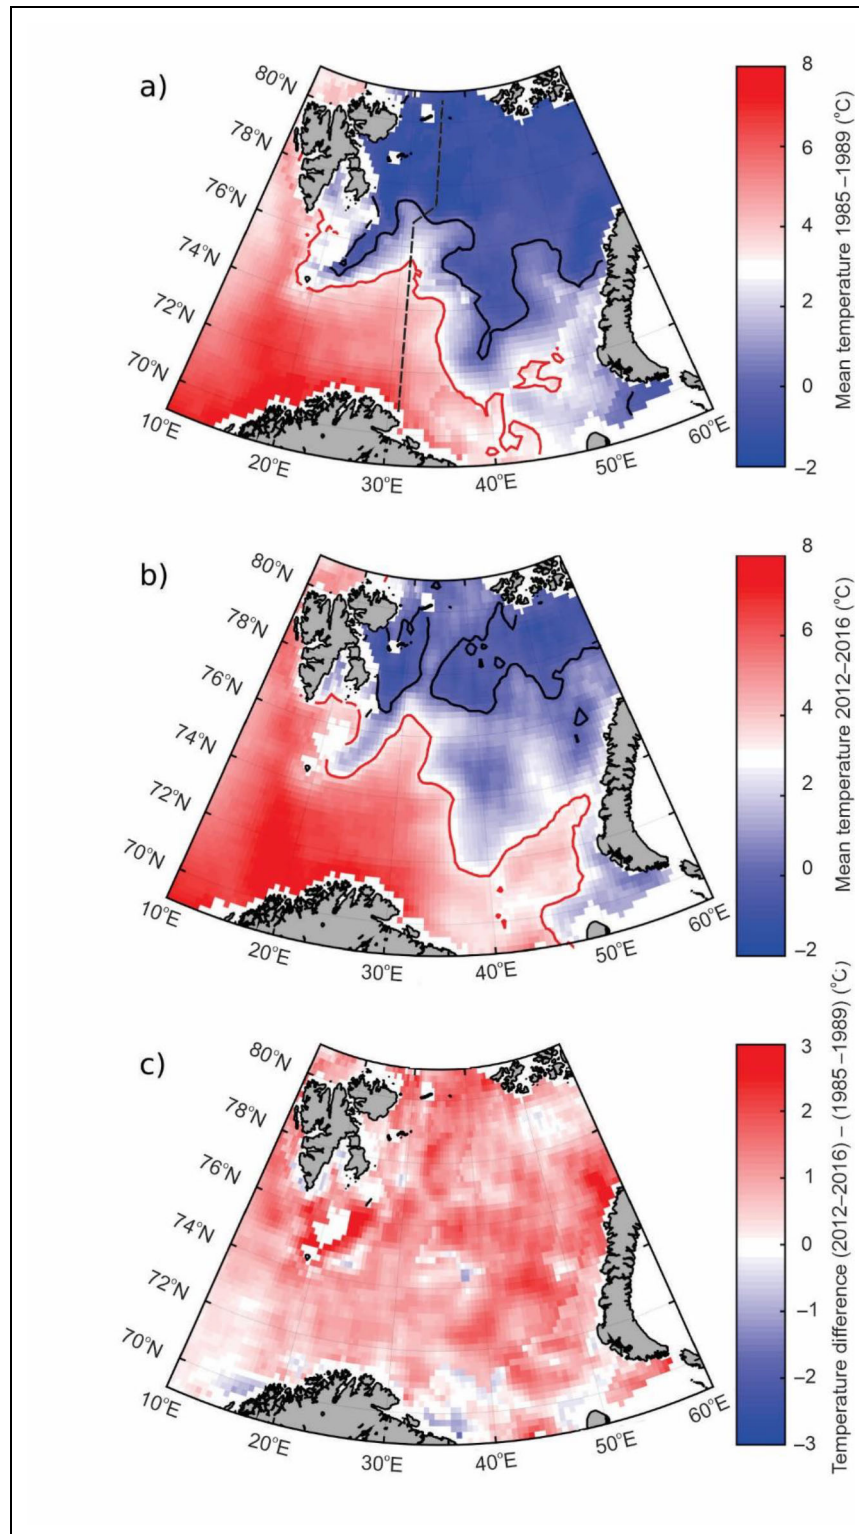 a)
80°N
78°N
76°N
74°N
72°N
70°N
10°E
20°E
30°E
40°E
50°E
60°E
8
6
4
2
0
–2
Mean temperature 1985–1989 (°C)
b)
80°N
78°N
76°N
74°N
72°N
70°N
10°E
20°E
30°E
40°E
50°E
60°E
8
6
4
2
0
–2
Mean temperature 2012–2016 (°C)
c)
80°N
78°N
76°N
74°N
72°N
70°N
10°E
20°E
30°E
40°E
50°E
60°E
3
2
1
0
–1
–2
–3
Temperature difference (2012–2016) – (1985–1989) (°C)